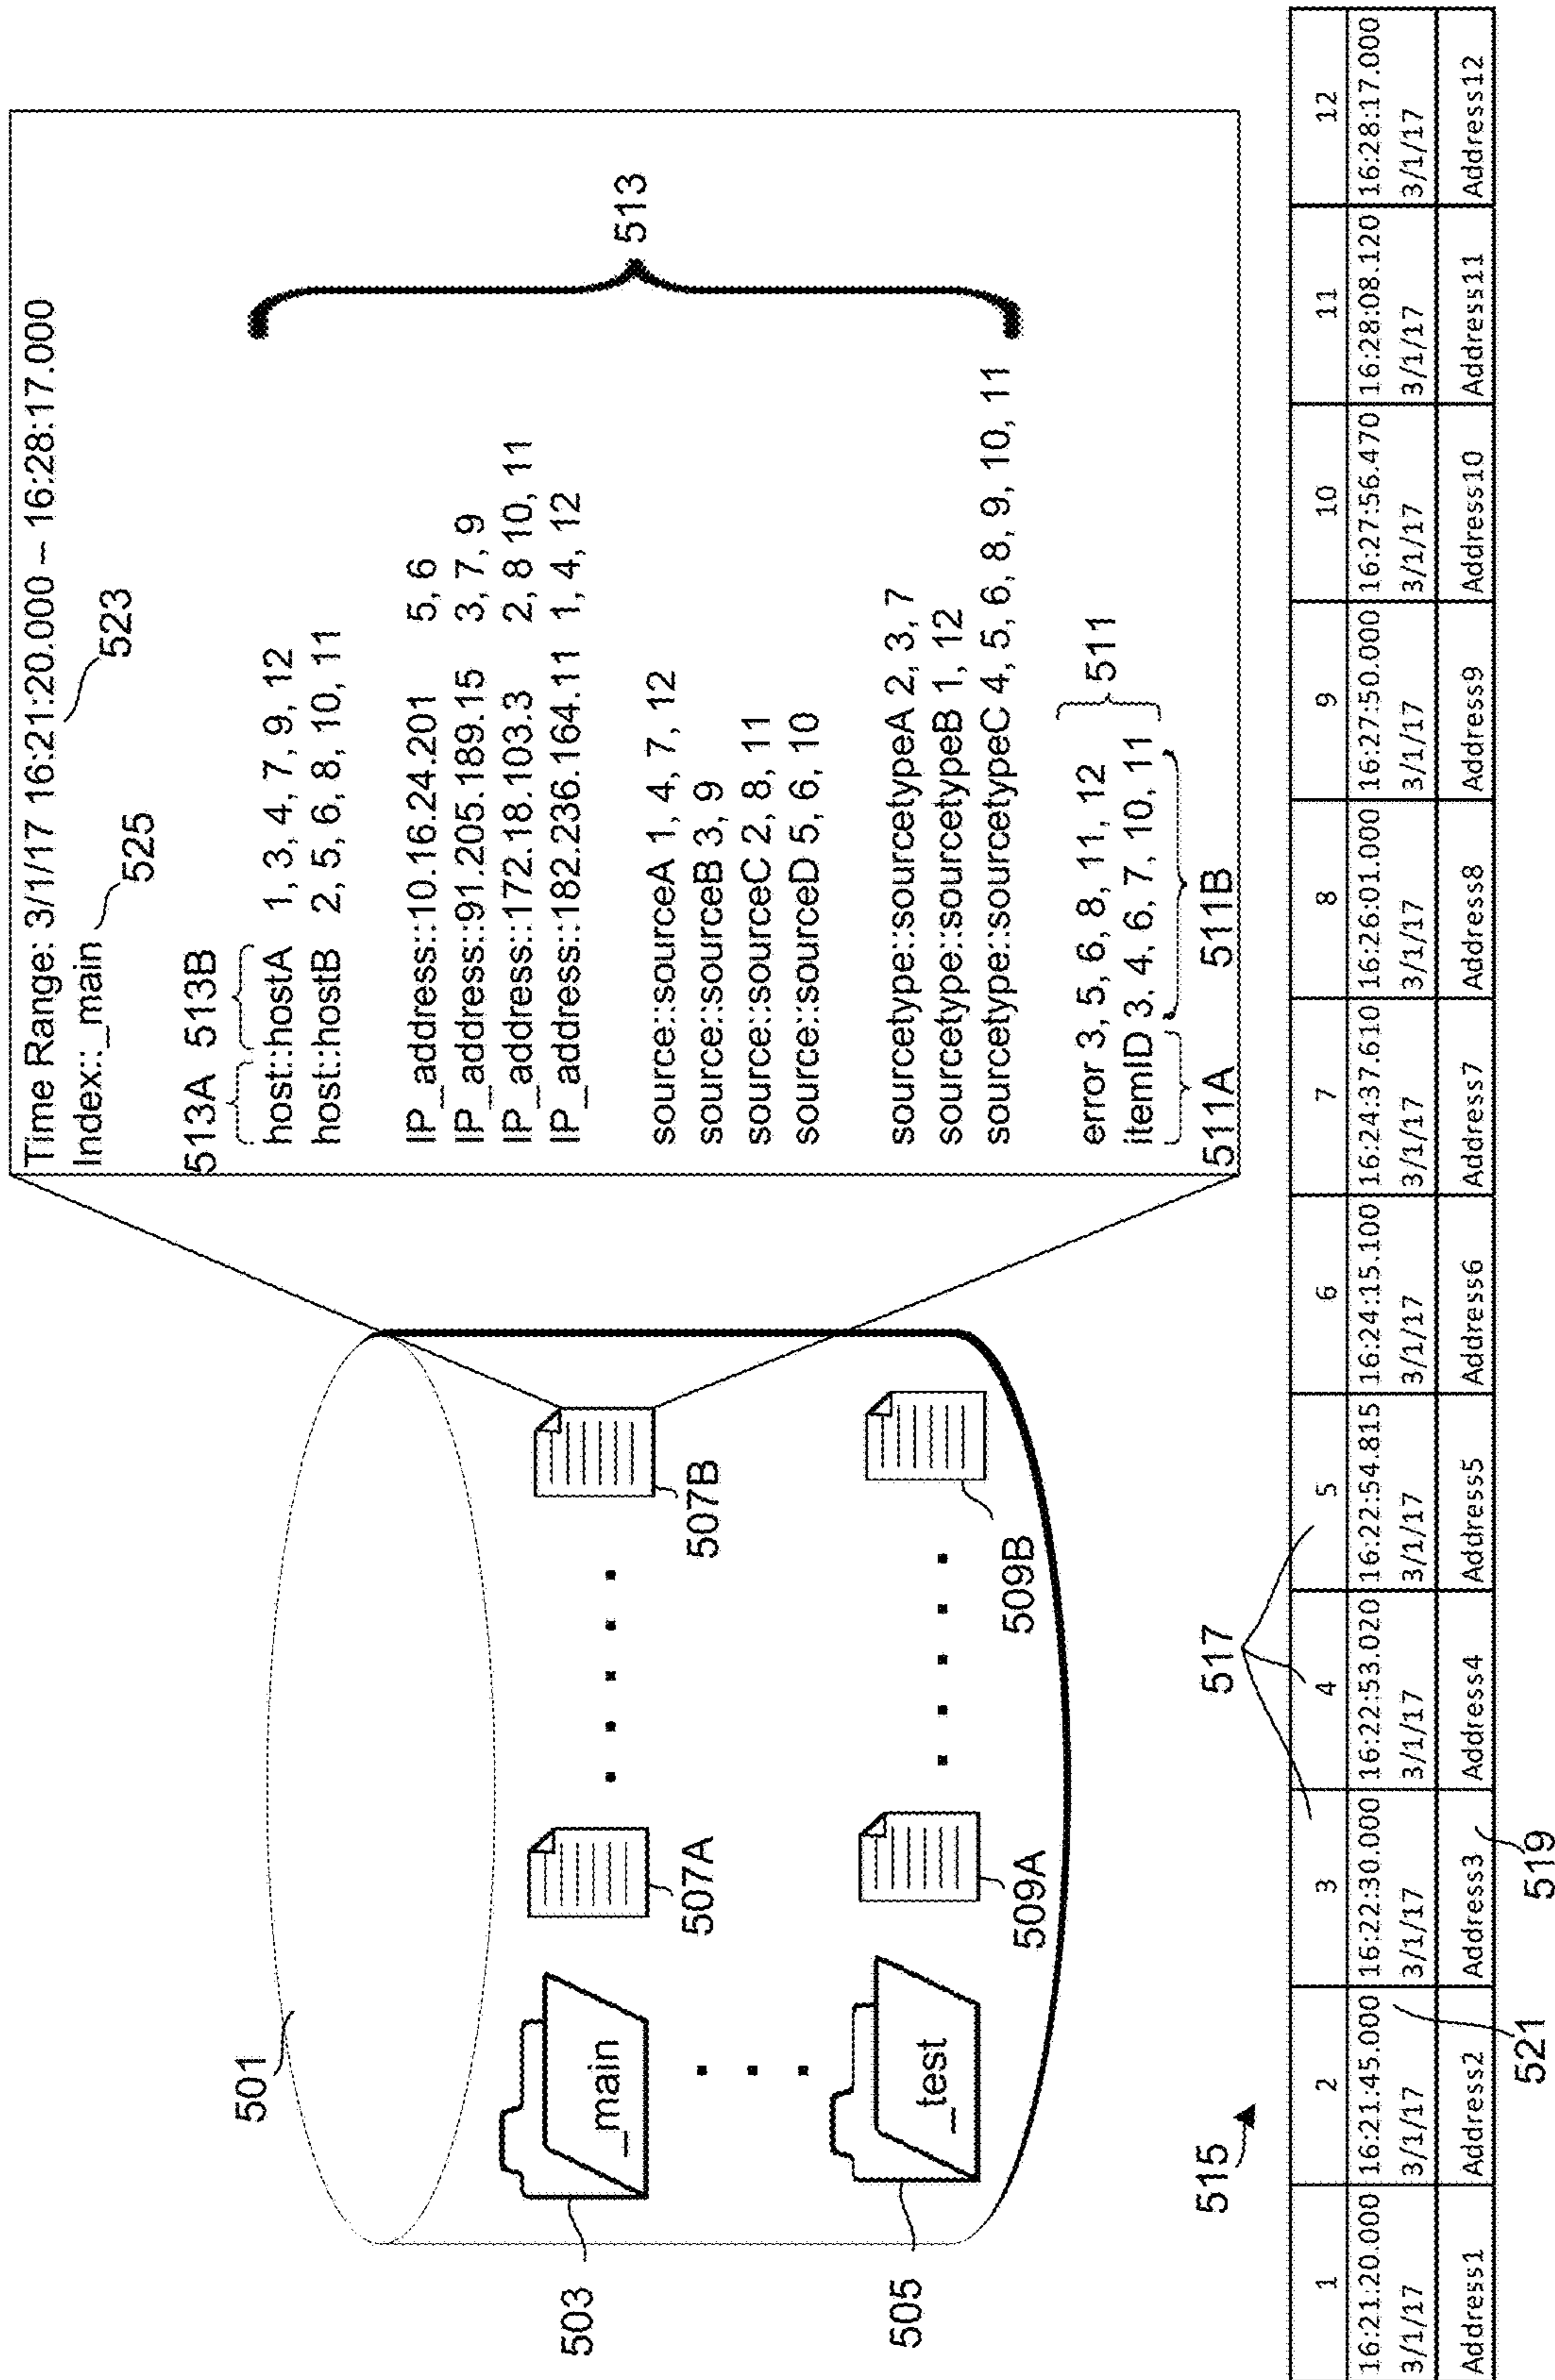 Time Range: 3/1/17 16:21:20.000 – 16:28:17.000
523
Index::_main
525
513A 513B
host::hostA 1, 3, 4, 7, 9, 12
host::hostB 2, 5, 6, 8, 10, 11
IP_address::10.16.24.201 5, 6
IP_address::91.205.189.15 3, 7, 9
IP_address::172.18.103.3 2, 8 10, 11
IP_address::182.236.164.11 1, 4, 12
513
source::sourceA 1, 4, 7, 12
source::sourceB 3, 9
source::sourceC 2, 8, 11
source::sourceD 5, 6, 10
sourcetype::sourcetypeA 2, 3, 7
sourcetype::sourcetypeB 1, 12
sourcetype::sourcetypeC 4, 5, 6, 8, 9, 10, 11
error 3, 5, 6, 8, 11, 12
itemID 3, 4, 6, 7, 10, 11
511
511A 511B
501
503
_main
507A
507B
505
_test
509A
509B
515
517
1 2 3 4 5 6 7 8 9 10 11 12
16:21:20.000 16:21:45.000 16:22:30.000 16:22:53.020 16:22:54.815 16:24:15.100 16:24:37.610 16:26:01.000 16:27:50.000 16:27:56.470 16:28:08.120 16:28:17.000
3/1/17 3/1/17 3/1/17 3/1/17 3/1/17 3/1/17 3/1/17 3/1/17 3/1/17 3/1/17 3/1/17 3/1/17
Address1 Address2 Address3 Address4 Address5 Address6 Address7 Address8 Address9 Address10 Address11 Address12
521
519